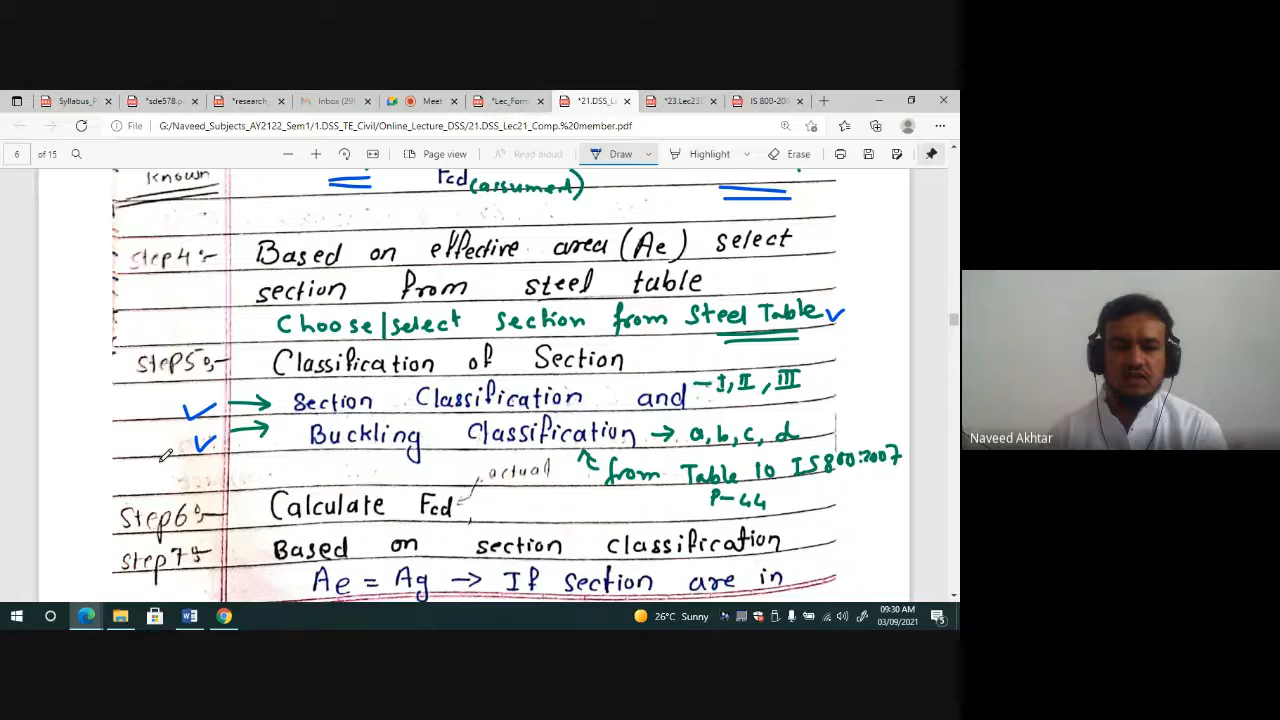 Syllabus_P
*sde578.p
*research_
Inbox (29)
Meet
*Lec_Form
*21.DSS_Le
*23.Lec23
IS 800-200
File
G:/Naveed_Subjects_AY2122_Sem1/1.DSS_TE_Civil/Online_Lecture_DSS/21.DSS_Lec21_Comp.%20member.pdf
6 of 15
Page view
Read aloud
Draw
Highlight
Erase
Known
Fcd (assumed)
Step 4:- Based on effective area (Ae) select
section from steel table
Choose/select section from Steel Table
Step 5:- Classification of Section
→ Section Classification and - I, II, III
→ Buckling Classification → a, b, c, d
from Table 10 IS 800:2007
P-44
actual
Step 6:- Calculate Fcd
Step 7:- Based on section classification
Ae = Ag → If section are in
Naveed Akhtar
26°C Sunny
09:30 AM
03/09/2021
5